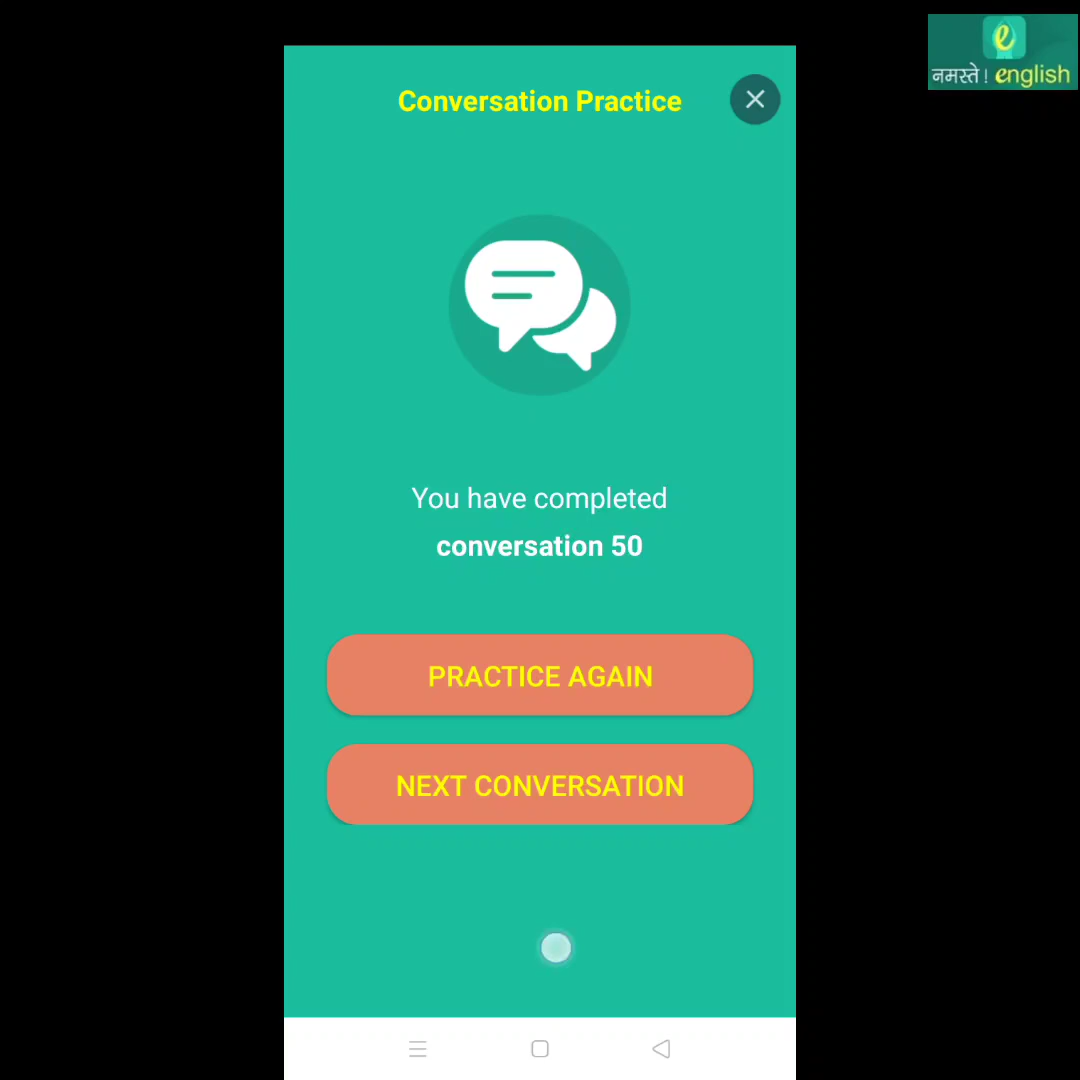 e
नमस्ते! english
Conversation Practice
You have completed
conversation 50
PRACTICE AGAIN
NEXT CONVERSATION